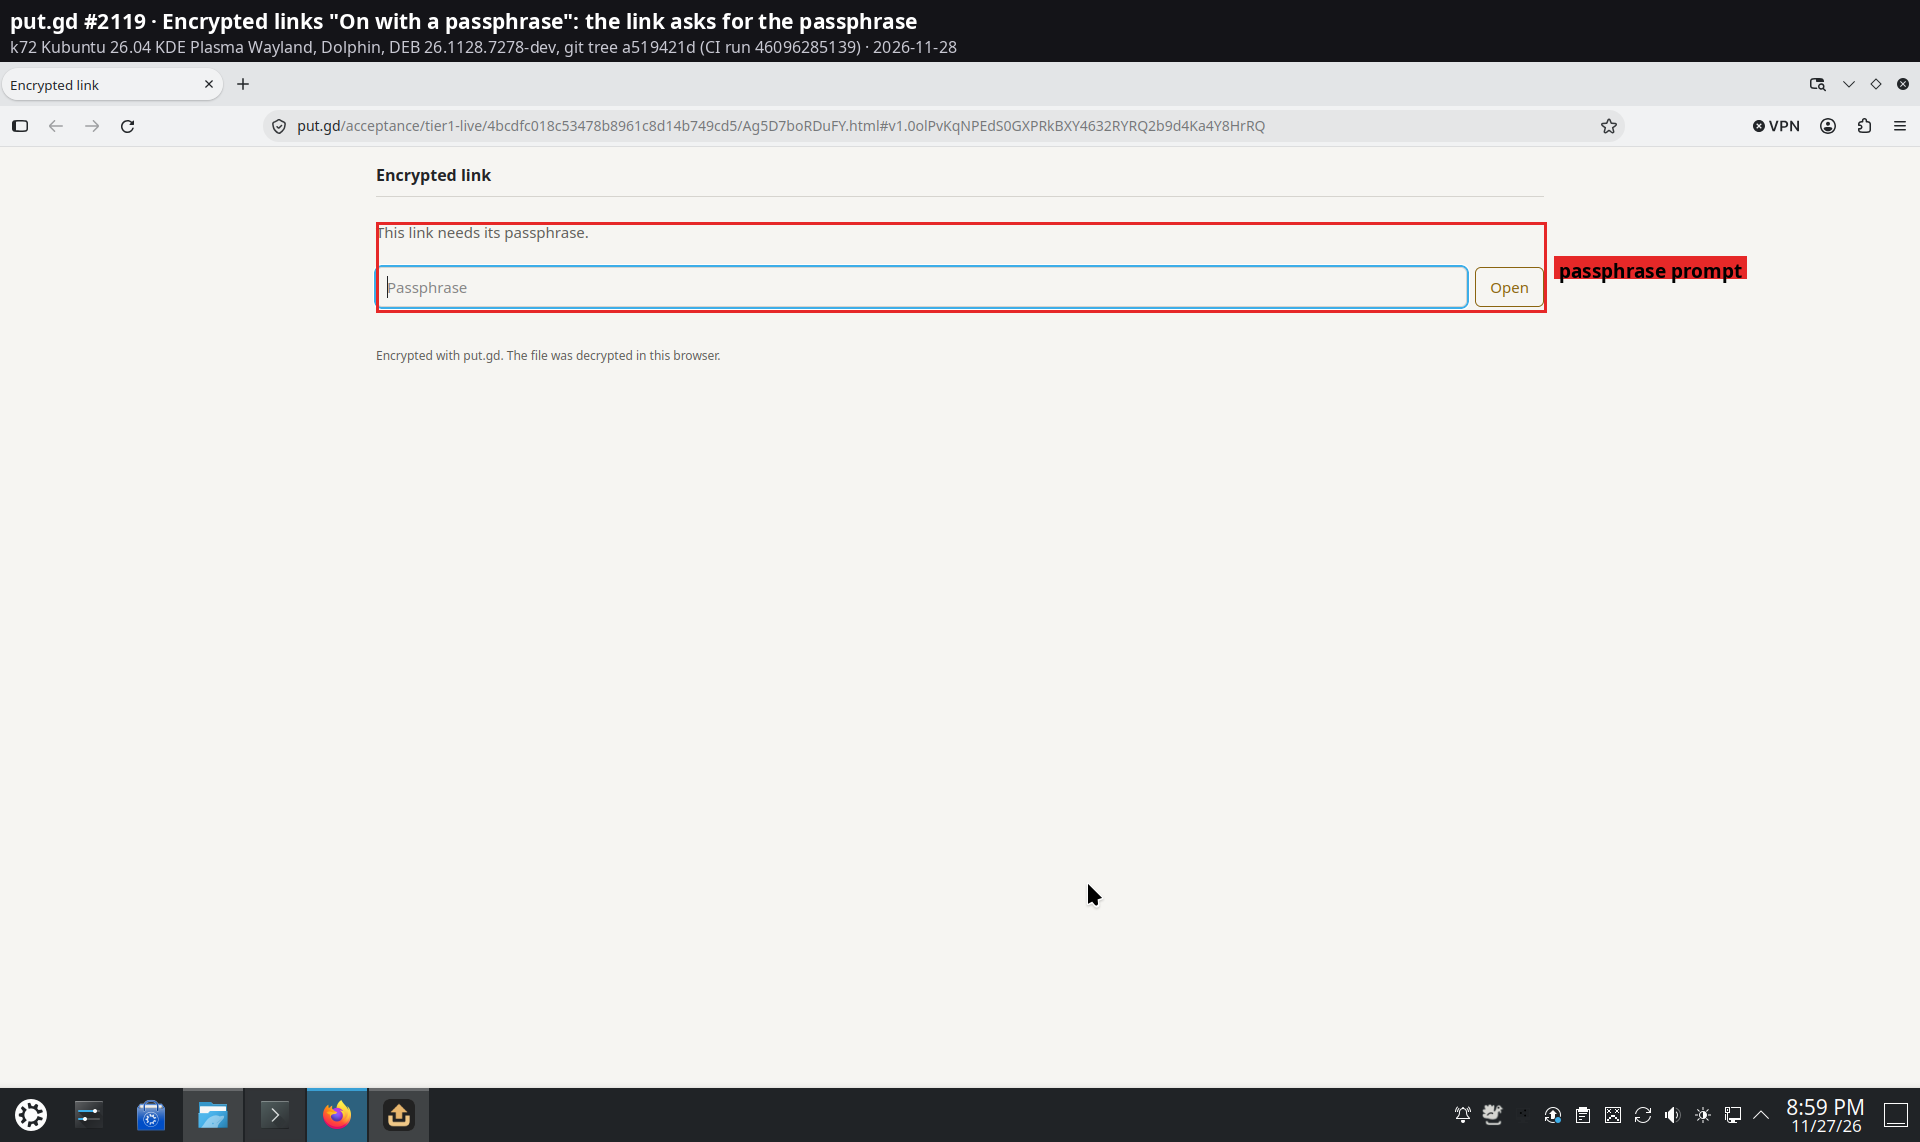 put.gd #2119 · Encrypted links "On with a passphrase": the link asks for the passphrase
k72 Kubuntu 26.04 KDE Plasma Wayland, Dolphin, DEB 26.1128.7278-dev, git tree a519421d (CI run 46096285139) · 2026-11-28
Encrypted link
put.gd/acceptance/tier1-live/4bcdfc018c53478b8961c8d14b749cd5/Ag5D7boRDuFY.html#v1.0olPvKqNPEdS0GXPRkBXY4632RYRQ2b9d4Ka4Y8HrRQ
VPN
Encrypted link
This link needs its passphrase.
passphrase prompt
Passphrase
Open
Encrypted with put.gd. The file was decrypted in this browser.
8:59 PM
11/27/26